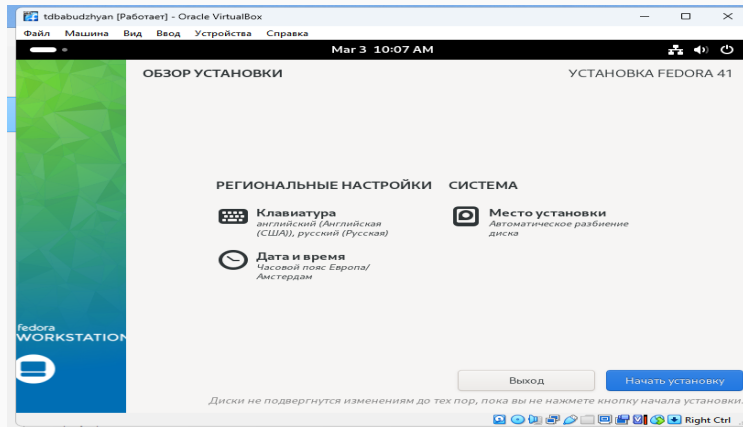 tdbabudzhyan [Работает] - Oracle VirtualBox
Файл Машина Вид Ввод Устройства Справка
Mar 3 10:07 AM
ОБЗОР УСТАНОВКИ
УСТАНОВКА FEDORA 41
РЕГИОНАЛЬНЫЕ НАСТРОЙКИ
Клавиатура
английский (Английская
(США)), русский (Русская)
Дата и время
Часовой пояс Европа/
Амстердам
СИСТЕМА
Место установки
Автоматическое разбиение
диска
fedora
WORKSTATION
Выход
Начать установку
Диски не подвергнутся изменениям до тех пор, пока вы не нажмете кнопку начала установки.
Right Ctrl